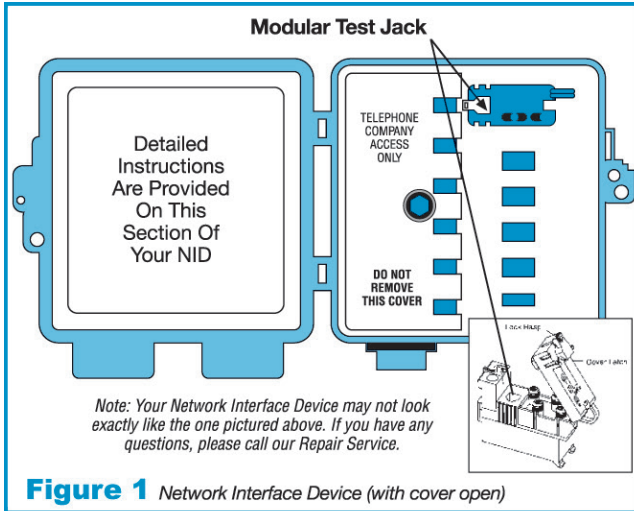 Modular Test Jack
Detailed
Instructions
Are Provided
On This
Section Of
Your NID
TELEPHONE
COMPANY
ACCESS
ONLY
DO NOT
REMOVE
THIS COVER
Lock Hasp
Cover Latch
Note: Your Network Interface Device may not look
exactly like the one pictured above. If you have any
questions, please call our Repair Service.
Figure 1 Network Interface Device (with cover open)